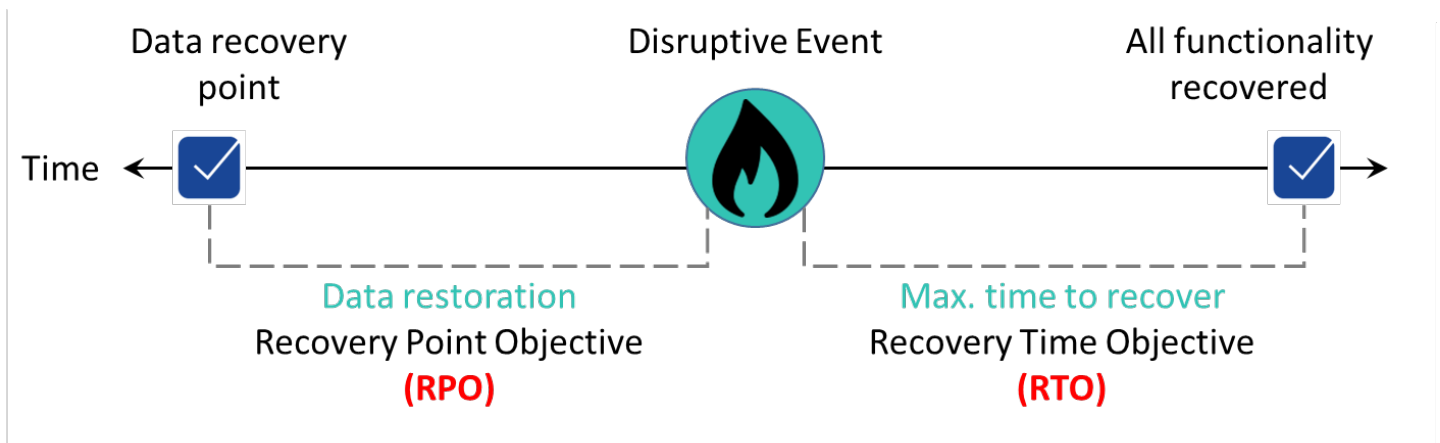 Data recovery
point
Disruptive Event
All functionality
recovered
Time
Data restoration
Recovery Point Objective
(RPO)
Max. time to recover
Recovery Time Objective
(RTO)